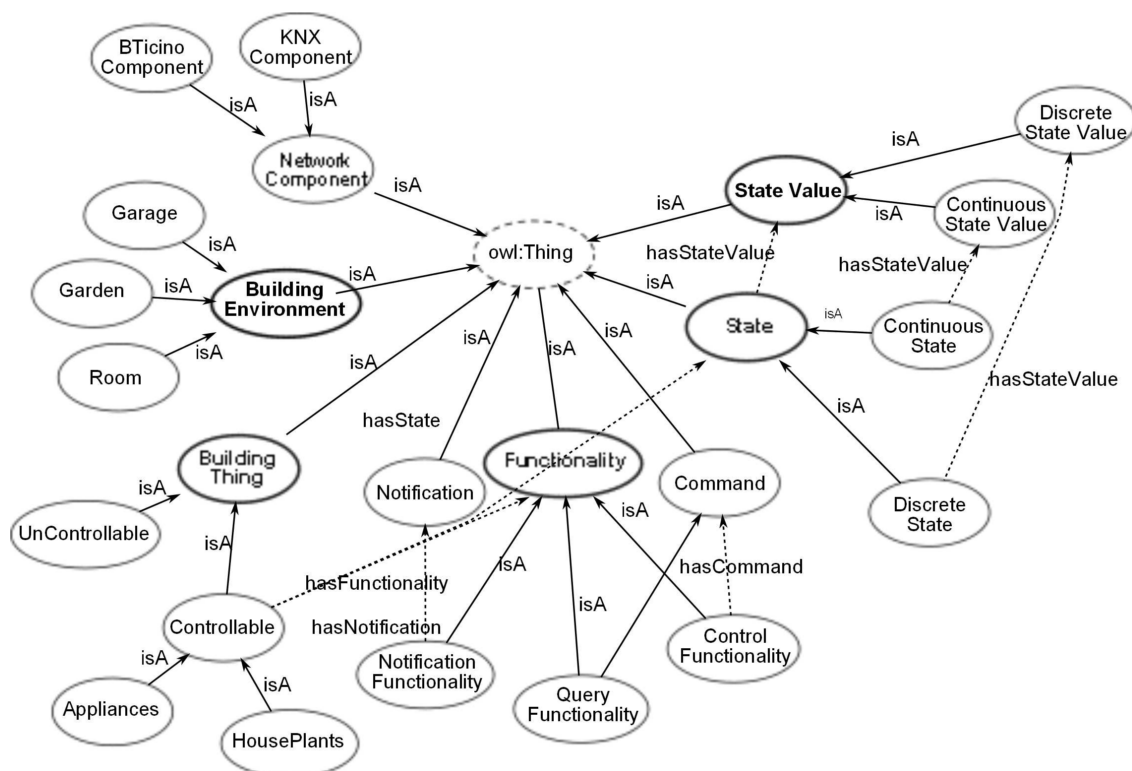 BTicino
Component
KNX
Component
isA
isA
Discrete
State Value
Network
Component
isA
isA
State Value
Garage
isA
isA
isA
Continuous
State Value
isA
owl:Thing
hasStateValue
hasStateValue
isA
isA
Building
Environment
Garden
isA
State
isA
Continuous
State
isA
isA
isA
isA
Room
hasStateValue
hasState
isA
Building
Thing
Functionality
Notification
Command
isA
isA
Discrete
State
UnControllable
isA
isA
hasFunctionality
hasCommand
isA
Controllable
hasNotification
Control
Functionality
isA
Notification
Functionality
isA
Query
Functionality
Appliances
HousePlants